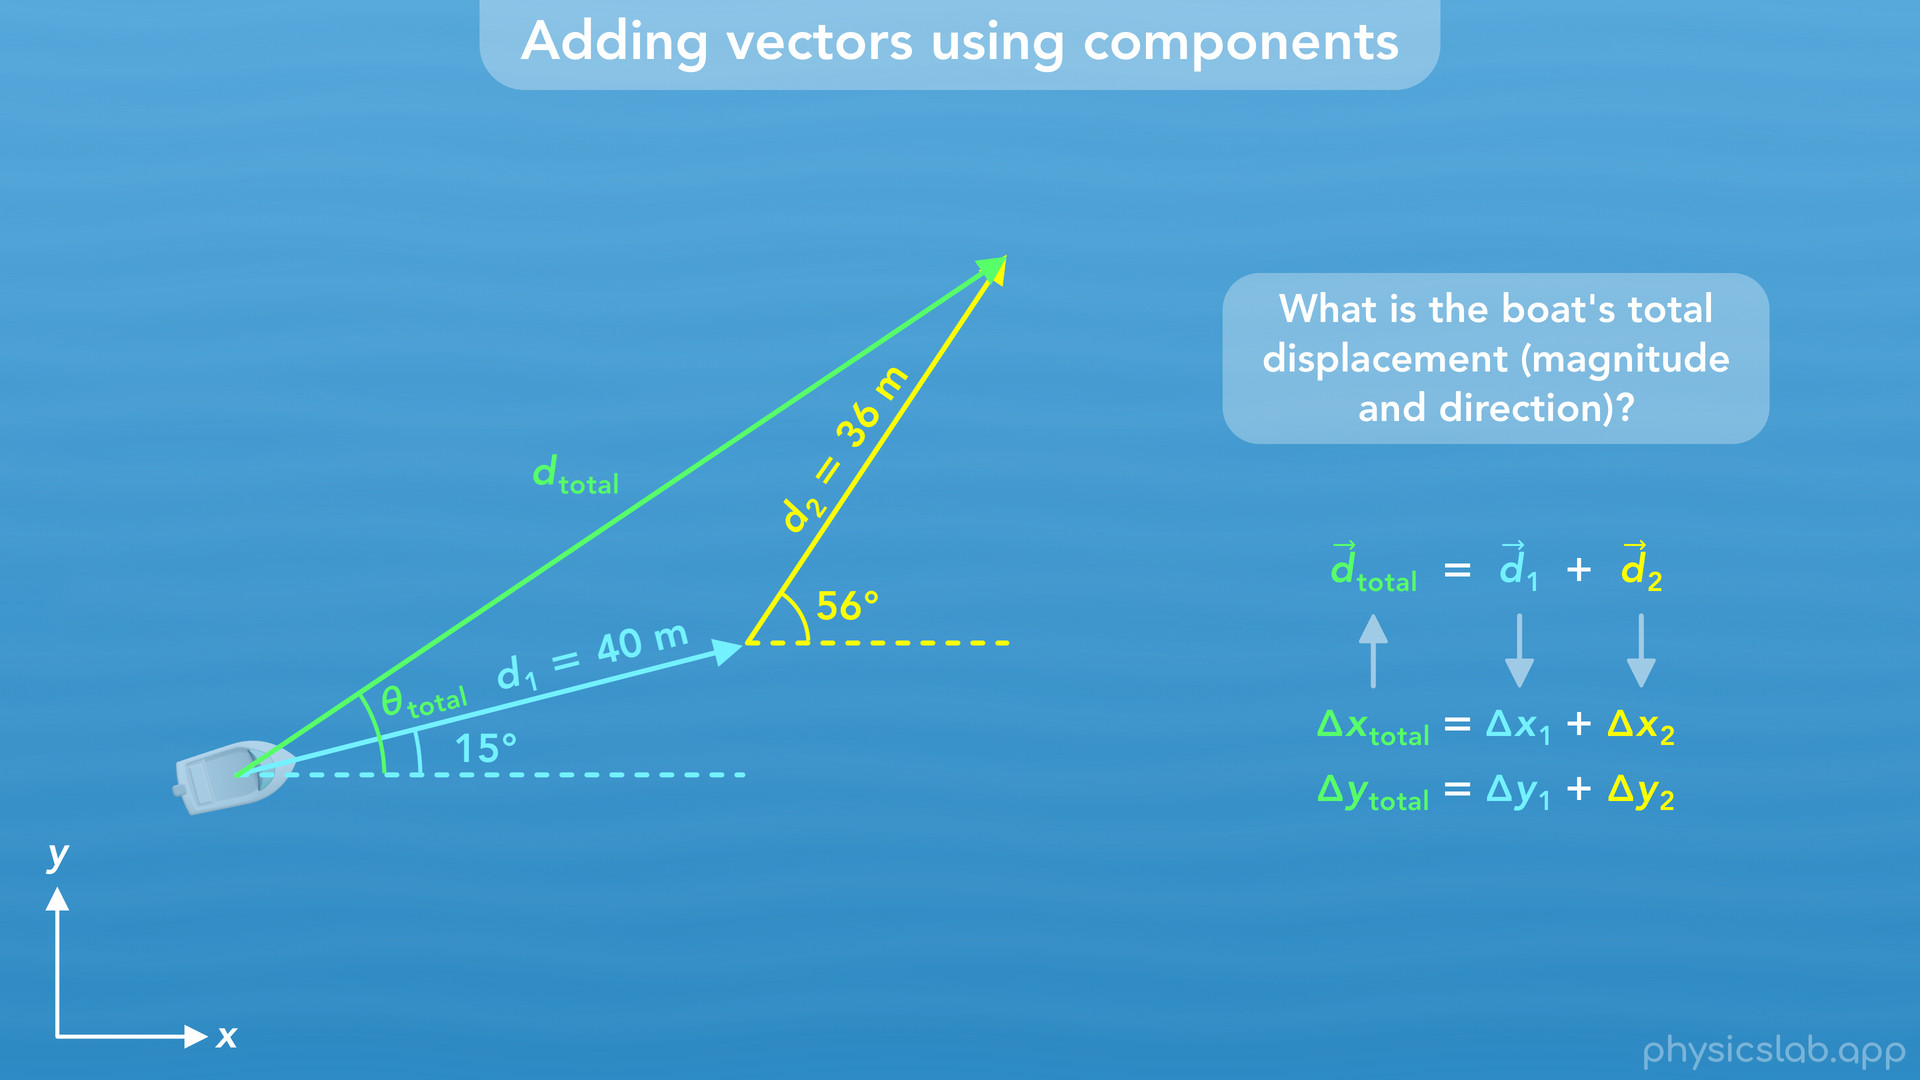 Adding vectors using components
What is the boat's total
displacement (magnitude
and direction)?
d_total
d₂ = 36 m
56°
d₁ = 40 m
θ_total
15°
d⃗_total = d⃗₁ + d⃗₂
Δx_total = Δx₁ + Δx₂
Δy_total = Δy₁ + Δy₂
y
x
physicslab.app